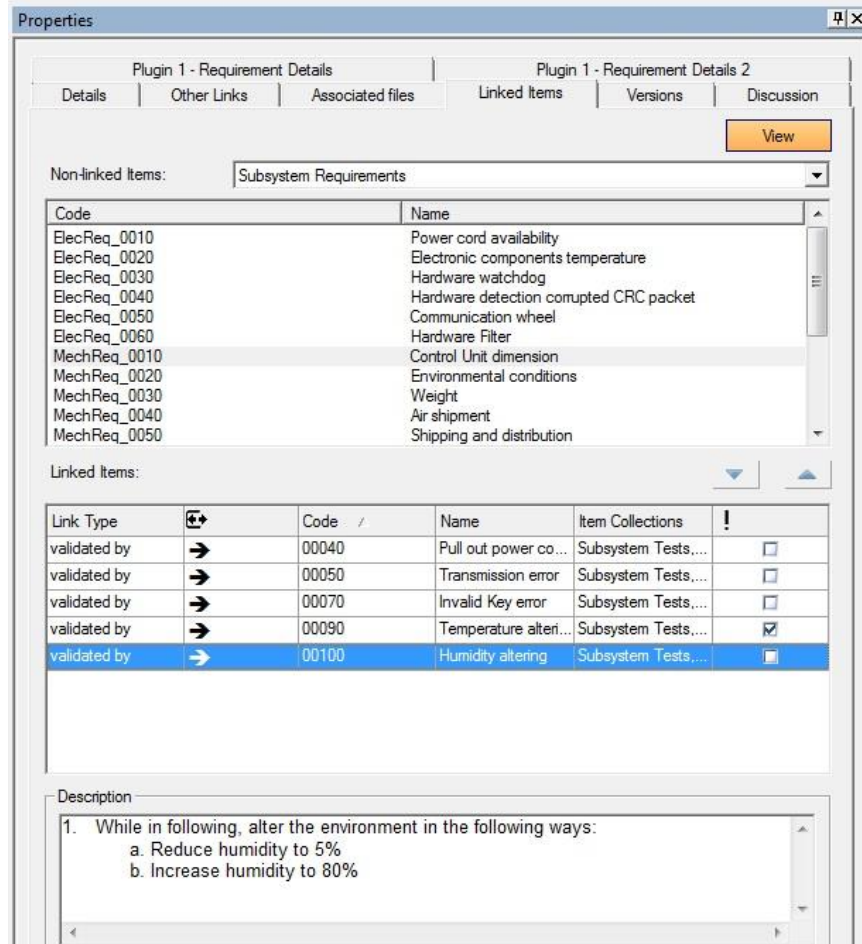 Properties
Plugin 1 - Requirement Details Plugin 1 - Requirement Details 2
Details Other Links Associated files Linked Items Versions Discussion
View
Non-linked Items: Subsystem Requirements
Code Name
ElecReq_0010 Power cord availability
ElecReq_0020 Electronic components temperature
ElecReq_0030 Hardware watchdog
ElecReq_0040 Hardware detection corrupted CRC packet
ElecReq_0050 Communication wheel
ElecReq_0060 Hardware Filter
MechReq_0010 Control Unit dimension
MechReq_0020 Environmental conditions
MechReq_0030 Weight
MechReq_0040 Air shipment
MechReq_0050 Shipping and distribution
Linked Items:
Link Type Code Name Item Collections !
validated by 00040 Pull out power co... Subsystem Tests,...
validated by 00050 Transmission error Subsystem Tests,...
validated by 00070 Invalid Key error Subsystem Tests,...
validated by 00090 Temperature alteri... Subsystem Tests,...
validated by 00100 Humidity altering Subsystem Tests,...
Description
1. While in following, alter the environment in the following ways:
a. Reduce humidity to 5%
b. Increase humidity to 80%